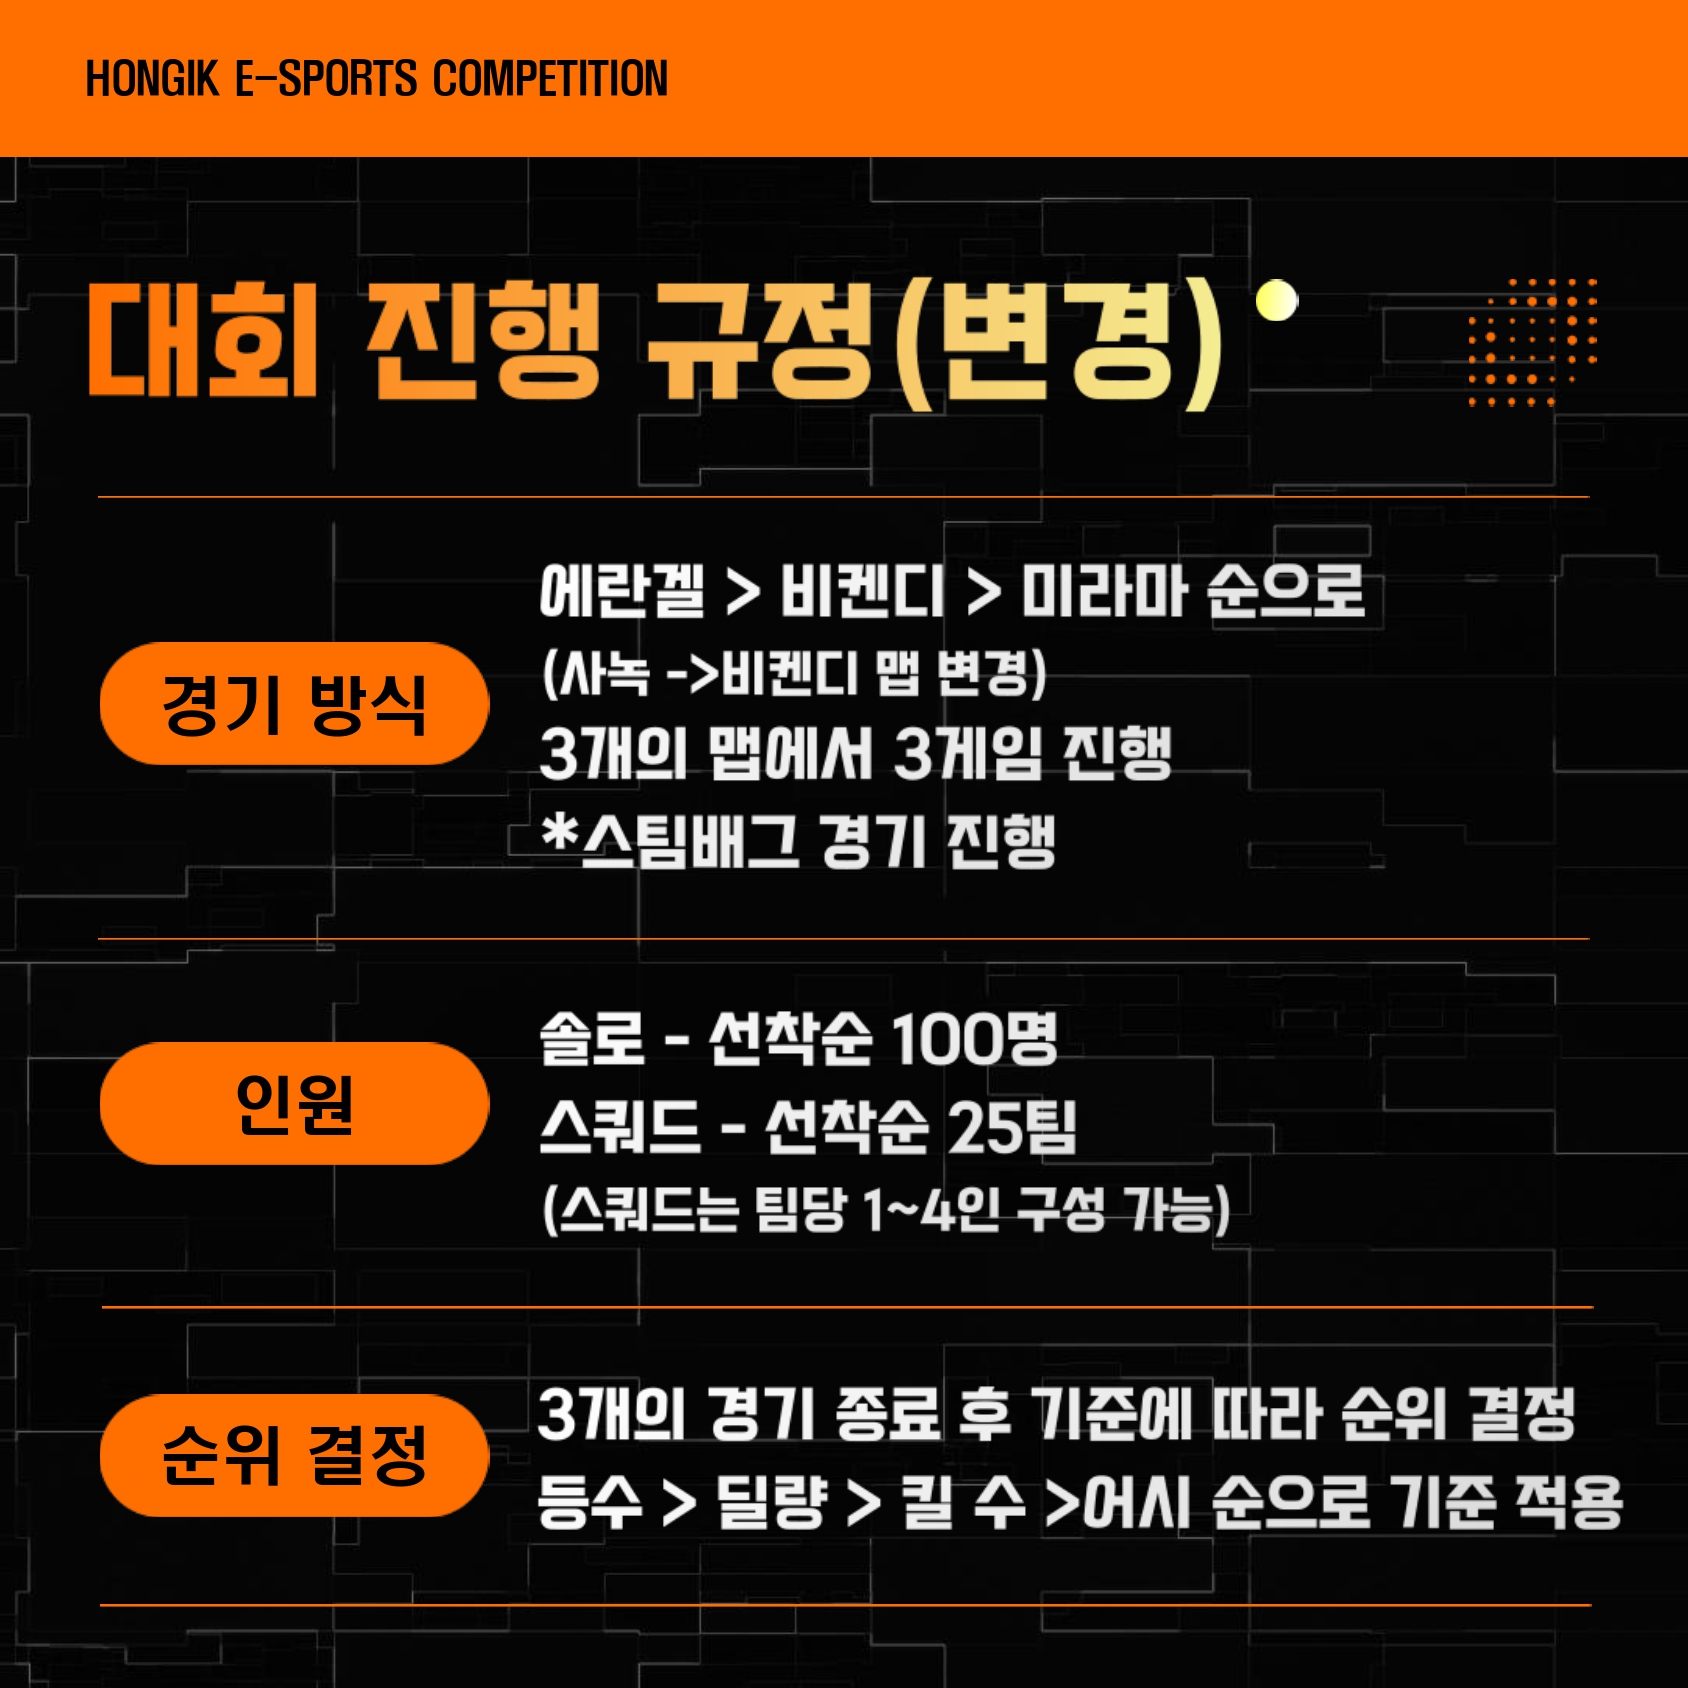 HONGIK E-SPORTS COMPETITION
대회 진행 규정(변경)
경기 방식
에란겔 > 비켄디 > 미라마 순으로
(사녹 ->비켄디 맵 변경)
3개의 맵에서 3게임 진행
*스팀배그 경기 진행
인원
솔로 - 선착순 100명
스쿼드 - 선착순 25팀
(스쿼드는 팀당 1~4인 구성 가능)
순위 결정
3개의 경기 종료 후 기준에 따라 순위 결정
등수 > 딜량 > 킬 수 >어시 순으로 기준 적용